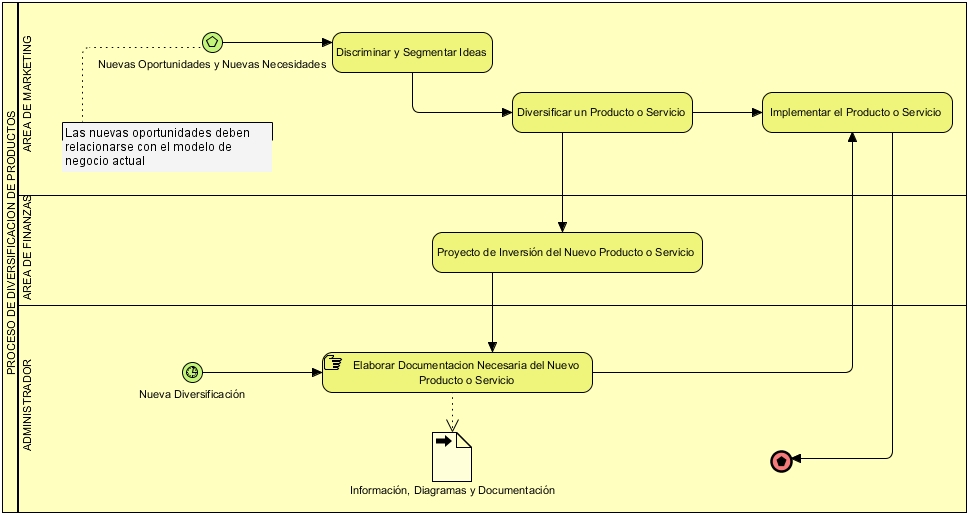 PROCESO DE DIVERSIFICACION DE PRODUCTOS
AREA DE MARKETING
Nuevas Oportunidades y Nuevas Necesidades
Discriminar y Segmentar Ideas
Diversificar un Producto o Servicio
Implementar el Producto o Servicio
Las nuevas oportunidades deben
relacionarse con el modelo de
negocio actual
AREA DE FINANZAS
Proyecto de Inversión del Nuevo Producto o Servicio
ADMINISTRADOR
Nueva Diversificación
Elaborar Documentacion Necesaria del Nuevo
Producto o Servicio
Información, Diagramas y Documentación